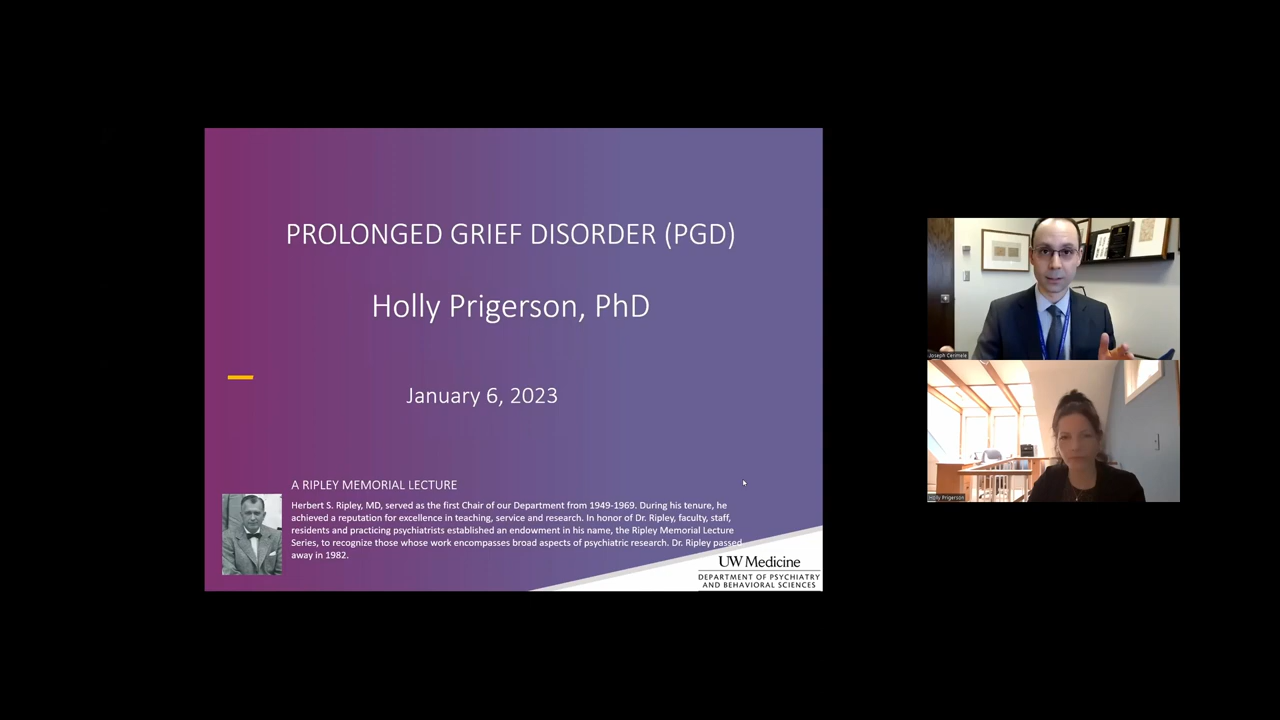 PROLONGED GRIEF DISORDER (PGD)
Holly Prigerson, PhD
January 6, 2023
A RIPLEY MEMORIAL LECTURE
Herbert S. Ripley, MD, served as the first Chair of our Department from 1949-1969. During his tenure, he
achieved a reputation for excellence in teaching, service and research. In honor of Dr. Ripley, faculty, staff,
residents and practicing psychiatrists established an endowment in his name, the Ripley Memorial Lecture
Series, to recognize those whose work encompasses broad aspects of psychiatric research. Dr. Ripley passed
away in 1982.
UW Medicine
DEPARTMENT OF PSYCHIATRY
AND BEHAVIORAL SCIENCES
Joseph Cerimele
Holly Prigerson